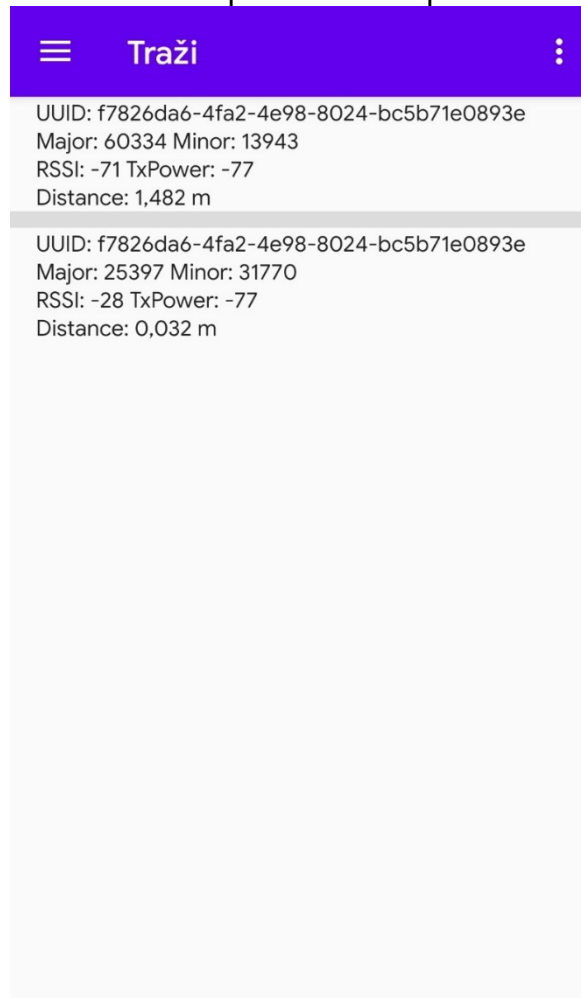 Traži
UUID: f7826da6-4fa2-4e98-8024-bc5b71e0893e
Major: 60334 Minor: 13943
RSSI: -71 TxPower: -77
Distance: 1,482 m
UUID: f7826da6-4fa2-4e98-8024-bc5b71e0893e
Major: 25397 Minor: 31770
RSSI: -28 TxPower: -77
Distance: 0,032 m